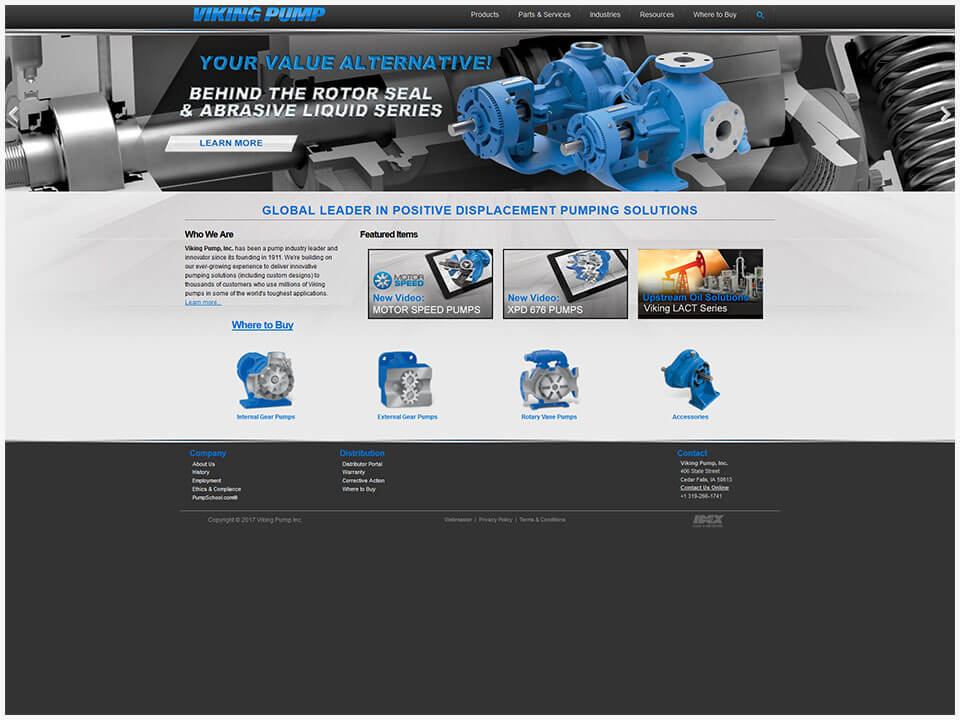 VIKING PUMP
Products
Parts & Services
Industries
Resources
Where to Buy
YOUR VALUE ALTERNATIVE!
BEHIND THE ROTOR SEAL
& ABRASIVE LIQUID SERIES
LEARN MORE
GLOBAL LEADER IN POSITIVE DISPLACEMENT PUMPING SOLUTIONS
Who We Are
Viking Pump, Inc. has been a pump industry leader and
innovator since its founding in 1911. We're building on
our ever-growing experience to deliver innovative
pumping solutions (including custom designs) to
thousands of customers who use millions of Viking
pumps in some of the world's toughest applications.
Learn more...
Where to Buy
Featured Items
MOTOR
SPEED
New Video:
MOTOR SPEED PUMPS
New Video:
XPD 676 PUMPS
Upstream Oil Solutions
Viking LACT Series
Internal Gear Pumps
External Gear Pumps
Rotary Vane Pumps
Accessories
Company
About Us
History
Employment
Ethics & Compliance
PumpSchool.com®
Distribution
Distributor Portal
Warranty
Corrective Action
Where to Buy
Contact
Viking Pump, Inc.
406 State Street
Cedar Falls, IA 50613
Contact Us Online
+1 319-266-1741
Copyright © 2017 Viking Pump Inc.
Webmaster | Privacy Policy | Terms & Conditions
IDEX